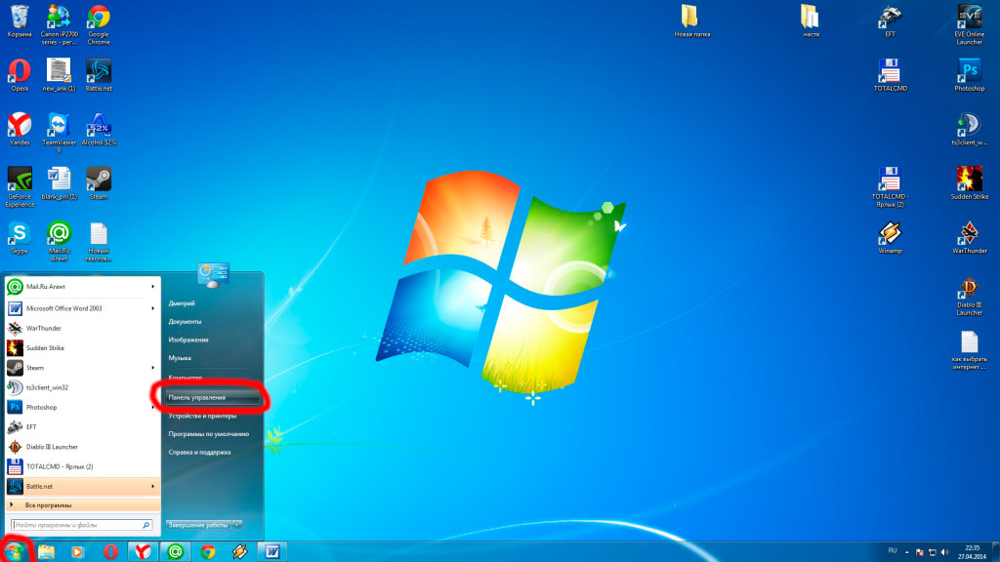 Корзина
Canon iP2700
series - рег...
Google
Chrome
Новая папка
настя
EFT
EVE Online
Launcher
Opera
new_ank (1)
Battle.net
TOTALCMD
Photoshop
Yandex
TeamViewer
9
Alcohol 52%
ts3client_w...
GeForce
Experience
blank_pril (1)
Steam
TOTALCMD -
Ярлык (2)
Sudden Strike
Skype
Mail.Ru
Агент
Новый
текстов...
Winamp
WarThunder
Diablo III
Launcher
как выбрать
интернет ...
Mail.Ru Агент
Microsoft Office Word 2003
WarThunder
Sudden Strike
Steam
ts3client_win32
Photoshop
EFT
Diablo III Launcher
TOTALCMD - Ярлык (2)
Battle.net
Все программы
Найти программы и файлы
Дмитрий
Документы
Изображения
Музыка
Компьютер
Панель управления
Устройства и принтеры
Программы по умолчанию
Справка и поддержка
Завершение работы
RU
22:35
27.04.2014